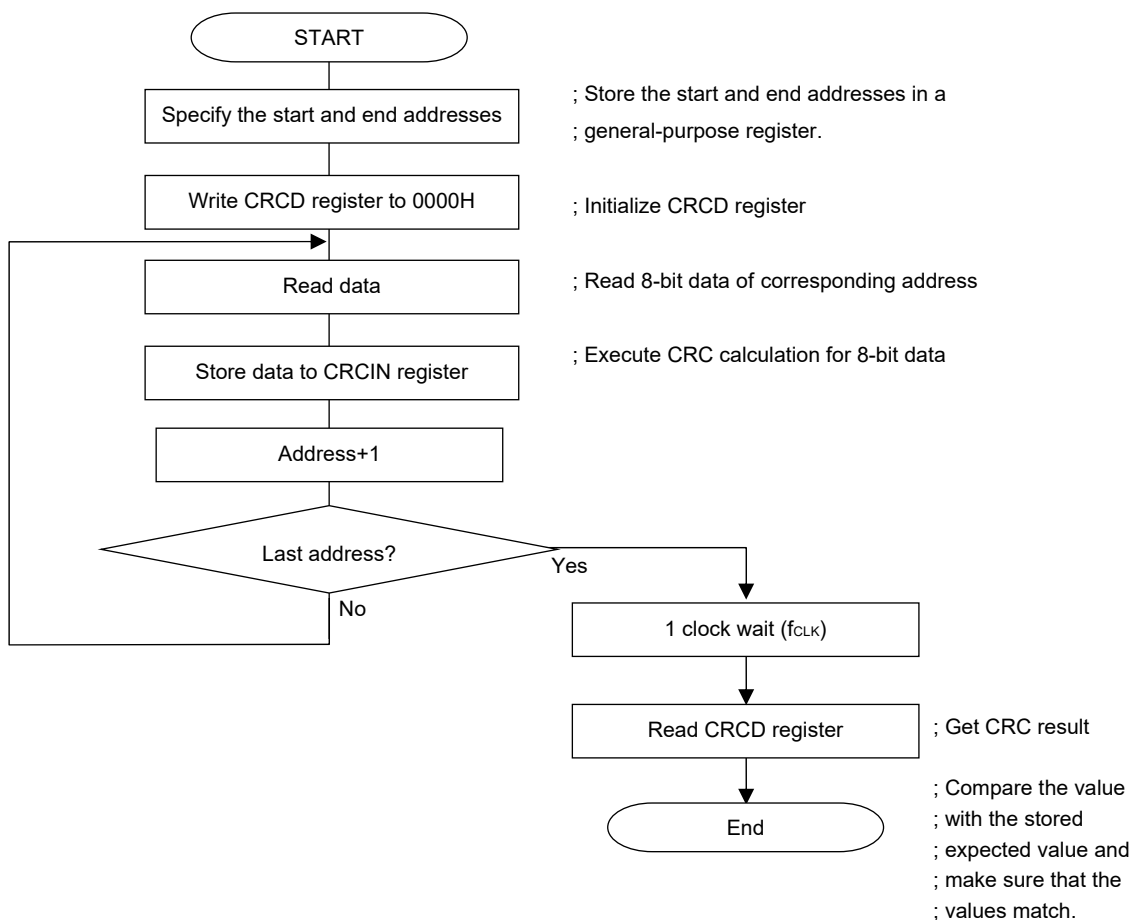 START
Specify the start and end addresses
; Store the start and end addresses in a
; general-purpose register.
Write CRCD register to 0000H
; Initialize CRCD register
Read data
; Read 8-bit data of corresponding address
Store data to CRCIN register
; Execute CRC calculation for 8-bit data
Address+1
Last address?
Yes
No
1 clock wait (fCLK)
Read CRCD register
; Get CRC result
End
; Compare the value
; with the stored
; expected value and
; make sure that the
; values match.